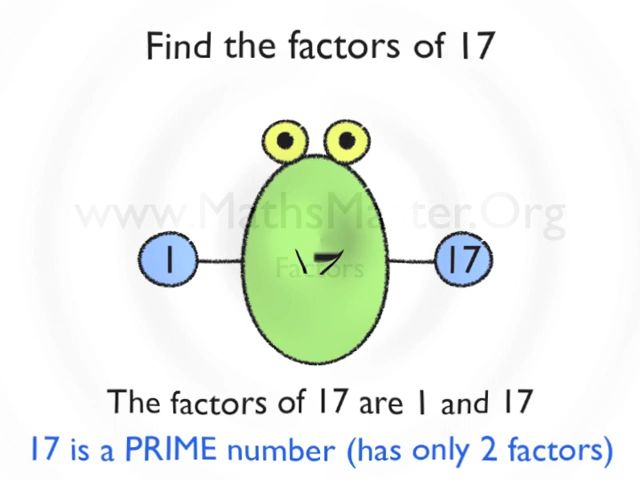 Find the factors of 17
www.MathsMaster.Org
1
17
Factors
The factors of 17 are 1 and 17
17 is a PRIME number (has only 2 factors)